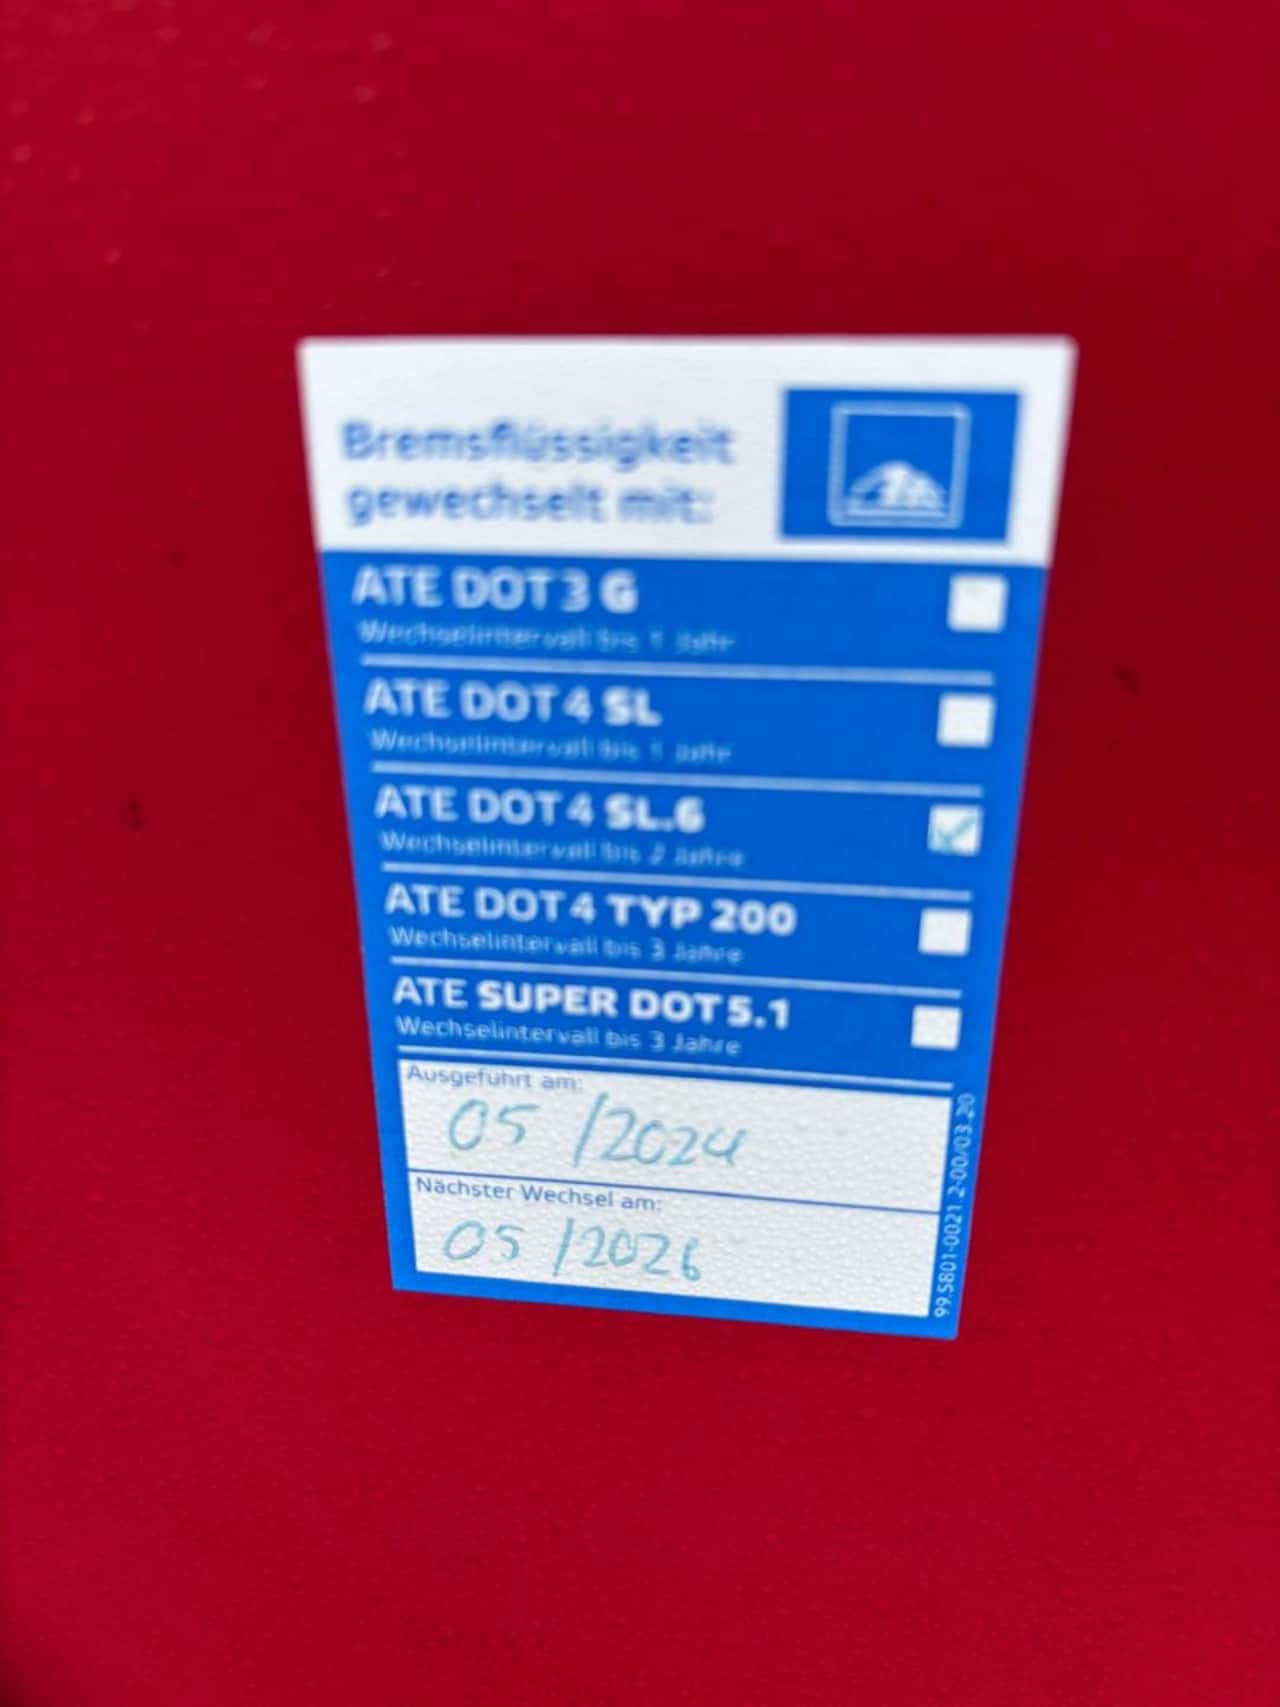 Bremsflüssigkeit
gewechselt mit:
ATE
ATE DOT 3 G
Wechselintervall bis 1 Jahr
ATE DOT 4 SL
Wechselintervall bis 1 Jahr
ATE DOT 4 SL.6
Wechselintervall bis 2 Jahre
ATE DOT 4 TYP 200
Wechselintervall bis 3 Jahre
ATE SUPER DOT 5.1
Wechselintervall bis 3 Jahre
Ausgeführt am:
05 /2024
Nächster Wechsel am:
05 /2026
99.5801-0021.2-00/03.20